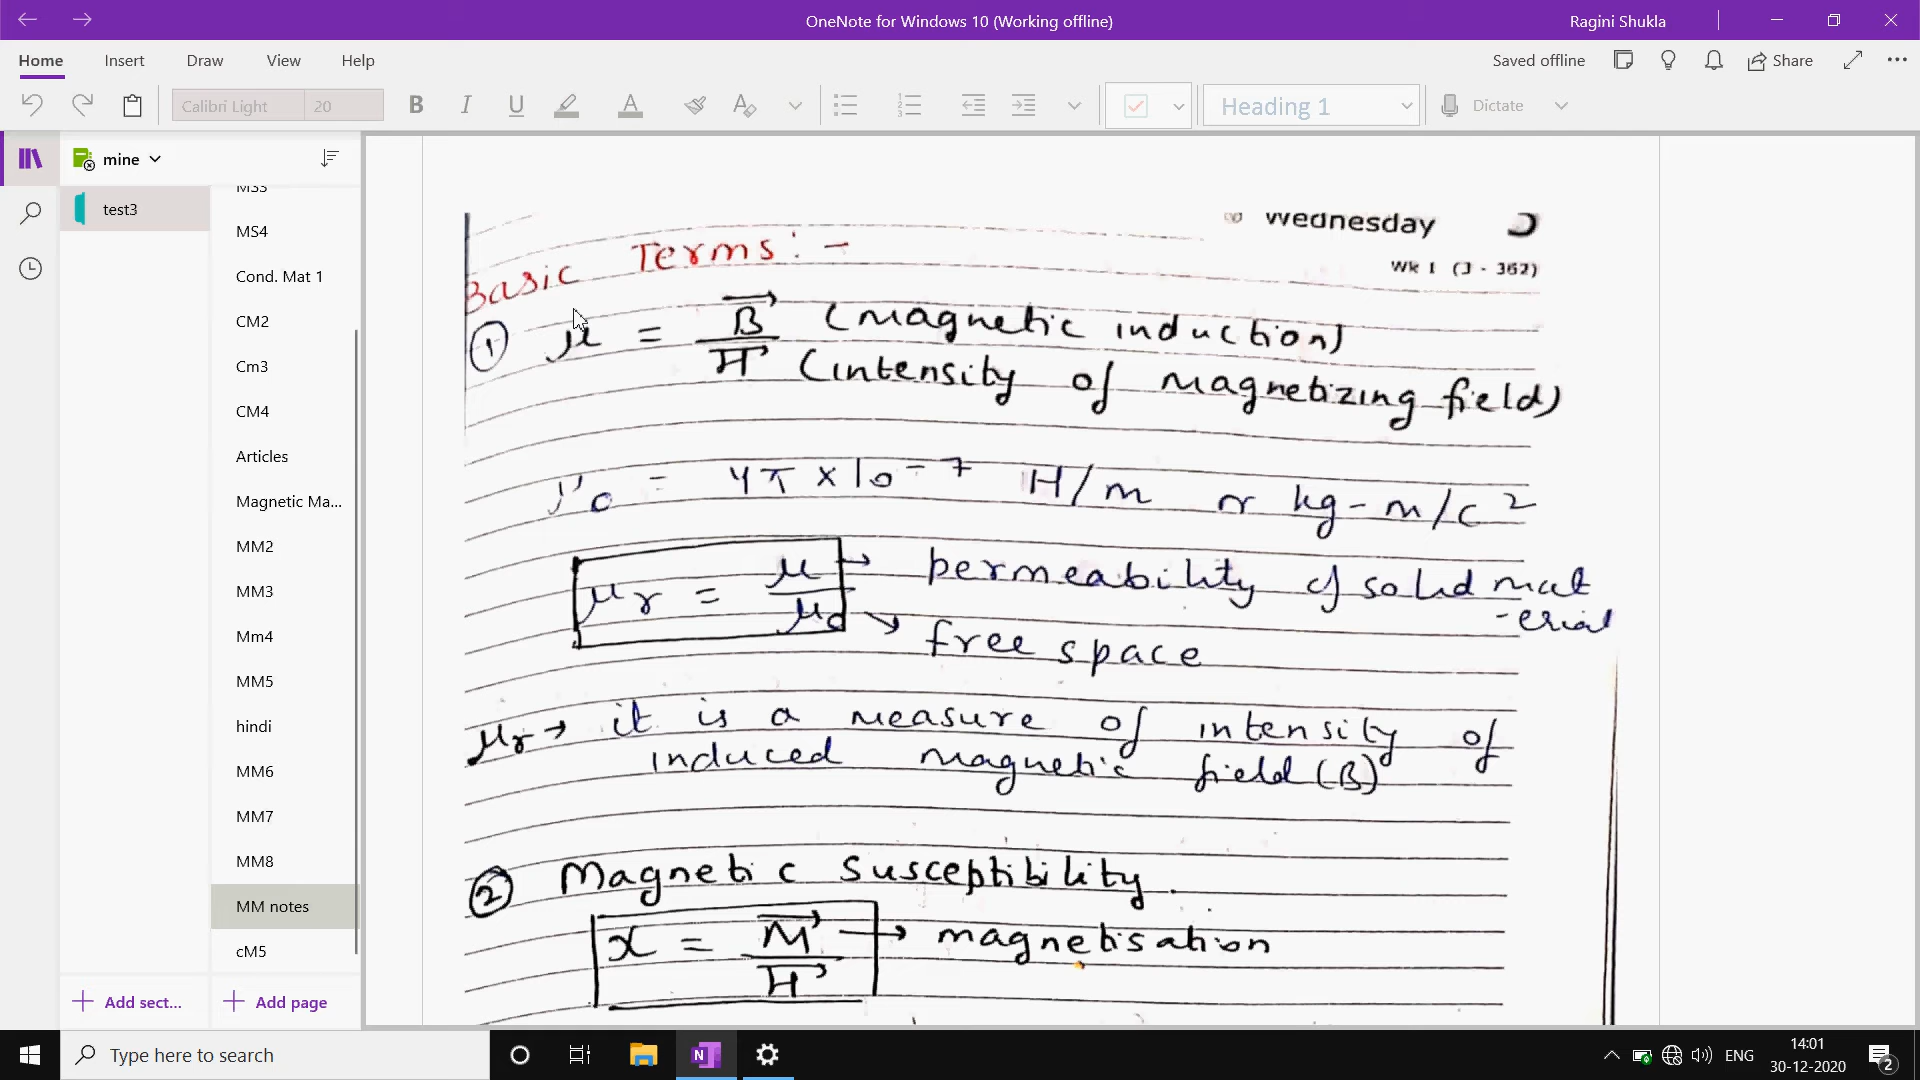 OneNote for Windows 10 (Working offline)
Ragini Shukla
Home Insert Draw View Help
Saved offline
Share
Calibri Light 20
B I U A
Heading 1
Dictate
mine
test3
MS3
MS4
Cond. Mat 1
CM2
Cm3
CM4
Articles
Magnetic Ma...
MM2
MM3
Mm4
MM5
hindi
MM6
MM7
MM8
MM notes
cM5
Add sect...
Add page
Wednesday
Wk 1 (J - 362)
Basic Terms : -
① μ = B⃗ (magnetic induction)
H⃗ (intensity of magnetizing field)
μ0 = 4π × 10⁻⁷ H/m or kg-m/c²
μr = μ → permeability of solid mat
-erial
μ0 → free space
μr → it is a measure of intensity of
induced magnetic field (B)
② Magnetic Susceptibility.
x = M⃗ → magnetisation
H⃗
Type here to search
N
ENG
14:01
30-12-2020
2